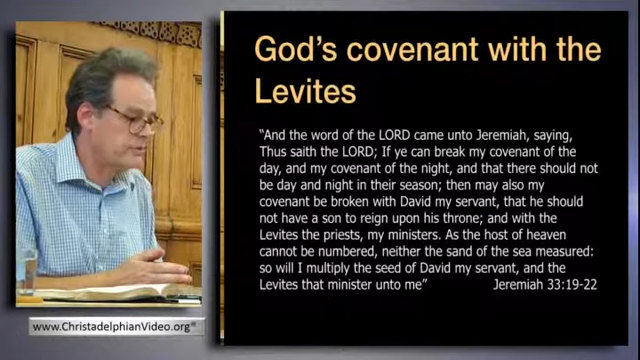 God's covenant with the
Levites
"And the word of the LORD came unto Jeremiah, saying,
Thus saith the LORD; If ye can break my covenant of the
day, and my covenant of the night, and that there should not
be day and night in their season; then may also my
covenant be broken with David my servant, that he should
not have a son to reign upon his throne; and with the
Levites the priests, my ministers. As the host of heaven
cannot be numbered, neither the sand of the sea measured:
so will I multiply the seed of David my servant, and the
Levites that minister unto me" Jeremiah 33:19-22
www.ChristadelphianVideo.org®